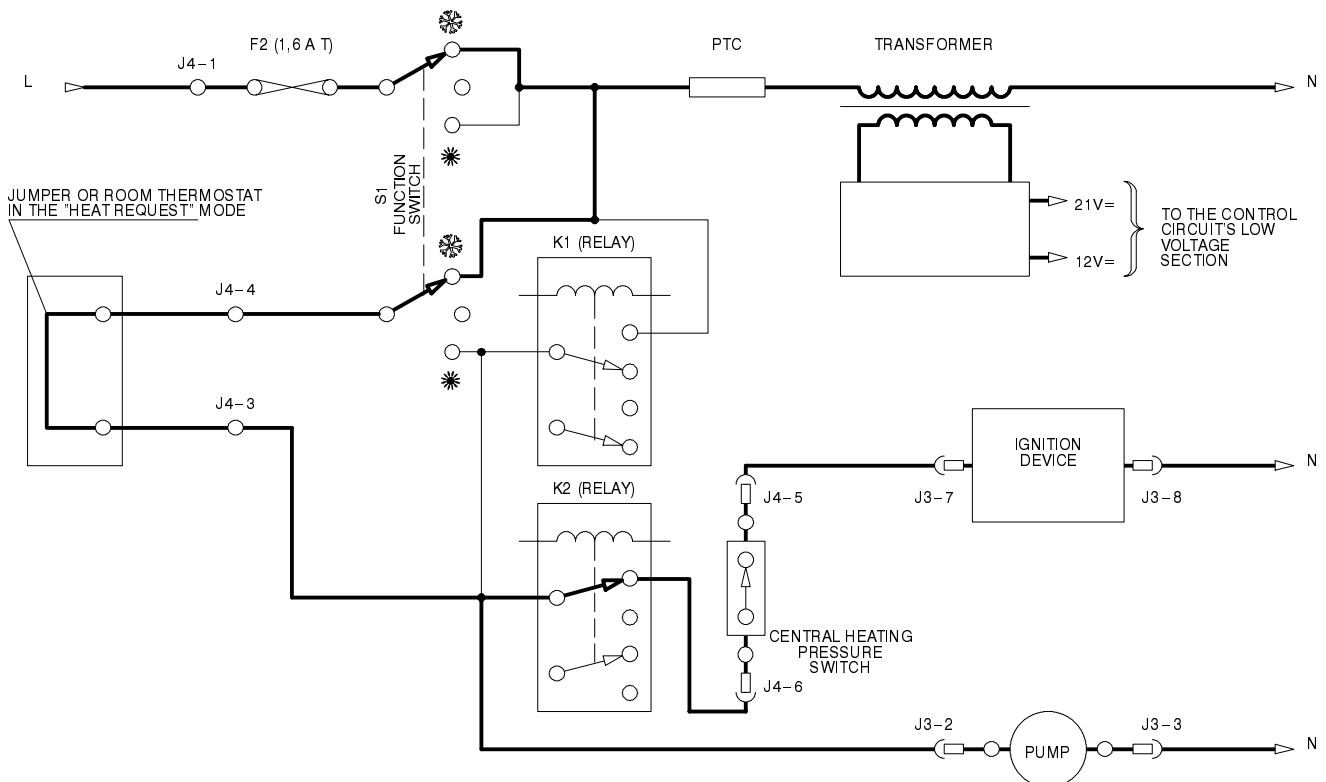 F2 (1,6 A T)
PTC
TRANSFORMER
J4-1
L
N
S1
FUNCTION
SWITCH
JUMPER OR ROOM THERMOSTAT
IN THE "HEAT REQUEST" MODE
21V=
12V=
TO THE CONTROL
CIRCUIT'S LOW
VOLTAGE
SECTION
K1 (RELAY)
J4-4
J4-3
IGNITION
DEVICE
N
J4-5
J3-7
J3-8
K2 (RELAY)
CENTRAL HEATING
PRESSURE
SWITCH
J4-6
J3-2
J3-3
PUMP
N